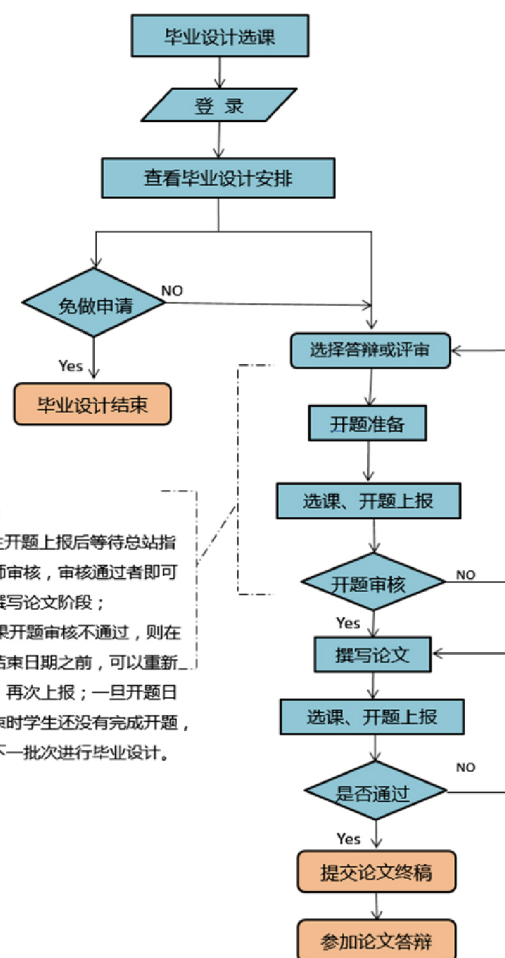 毕业设计选课
登 录
查看毕业设计安排
免做申请
NO
Yes
毕业设计结束
选择答辩或评审
开题准备
选课、开题上报
开题审核
NO
Yes
撰写论文
选课、开题上报
是否通过
NO
Yes
提交论文终稿
参加论文答辩
开题上报后等待总站指
审核，审核通过者即可
写论文阶段；
开题审核不通过，则在
束日期之前，可以重新
再次上报；一旦开题日
时学生还没有完成开题，
一批次进行毕业设计。